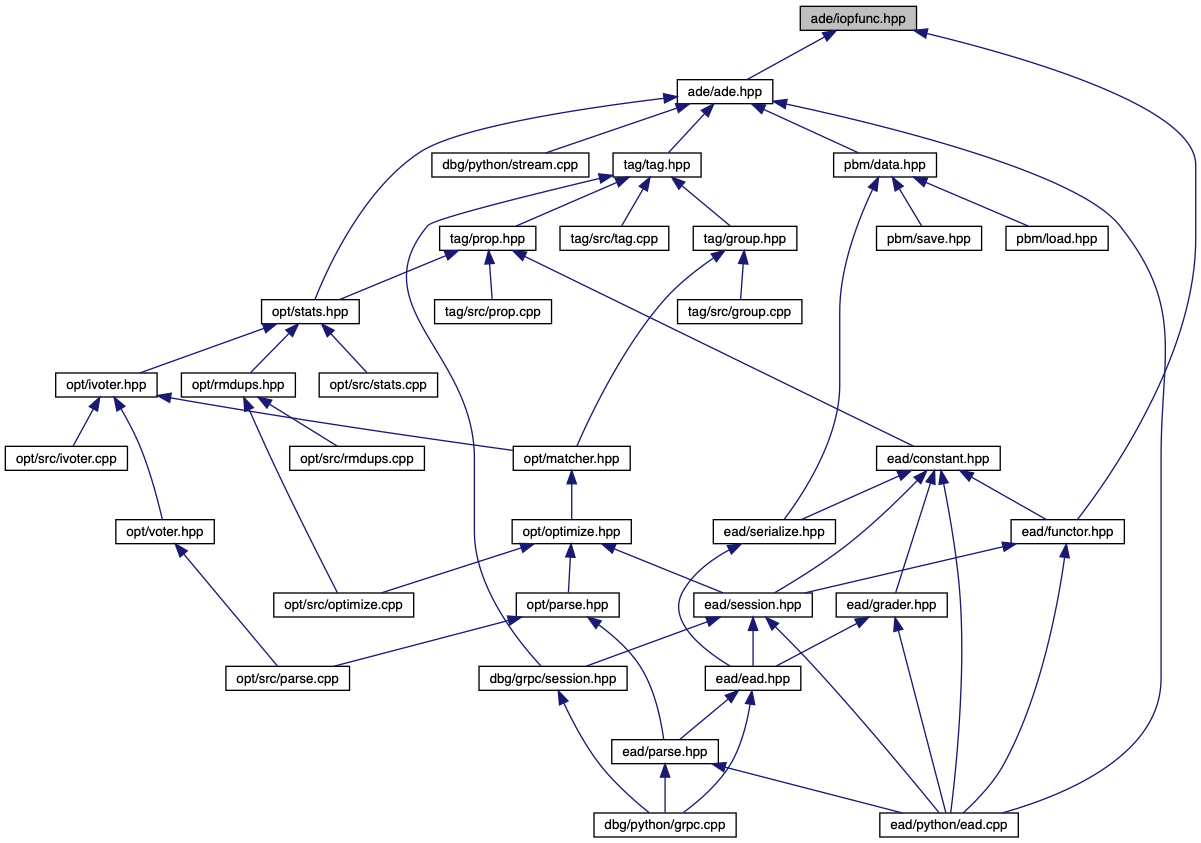 ade/iopfunc.hpp
ade/ade.hpp
dbg/python/stream.cpp
tag/tag.hpp
pbm/data.hpp
tag/prop.hpp
tag/src/tag.cpp
tag/group.hpp
pbm/save.hpp
pbm/load.hpp
opt/stats.hpp
tag/src/prop.cpp
tag/src/group.cpp
opt/ivoter.hpp
opt/rmdups.hpp
opt/src/stats.cpp
opt/src/ivoter.cpp
opt/src/rmdups.cpp
opt/matcher.hpp
ead/constant.hpp
opt/voter.hpp
opt/optimize.hpp
ead/serialize.hpp
ead/functor.hpp
opt/src/optimize.cpp
opt/parse.hpp
ead/session.hpp
ead/grader.hpp
opt/src/parse.cpp
dbg/grpc/session.hpp
ead/ead.hpp
ead/parse.hpp
dbg/python/grpc.cpp
ead/python/ead.cpp